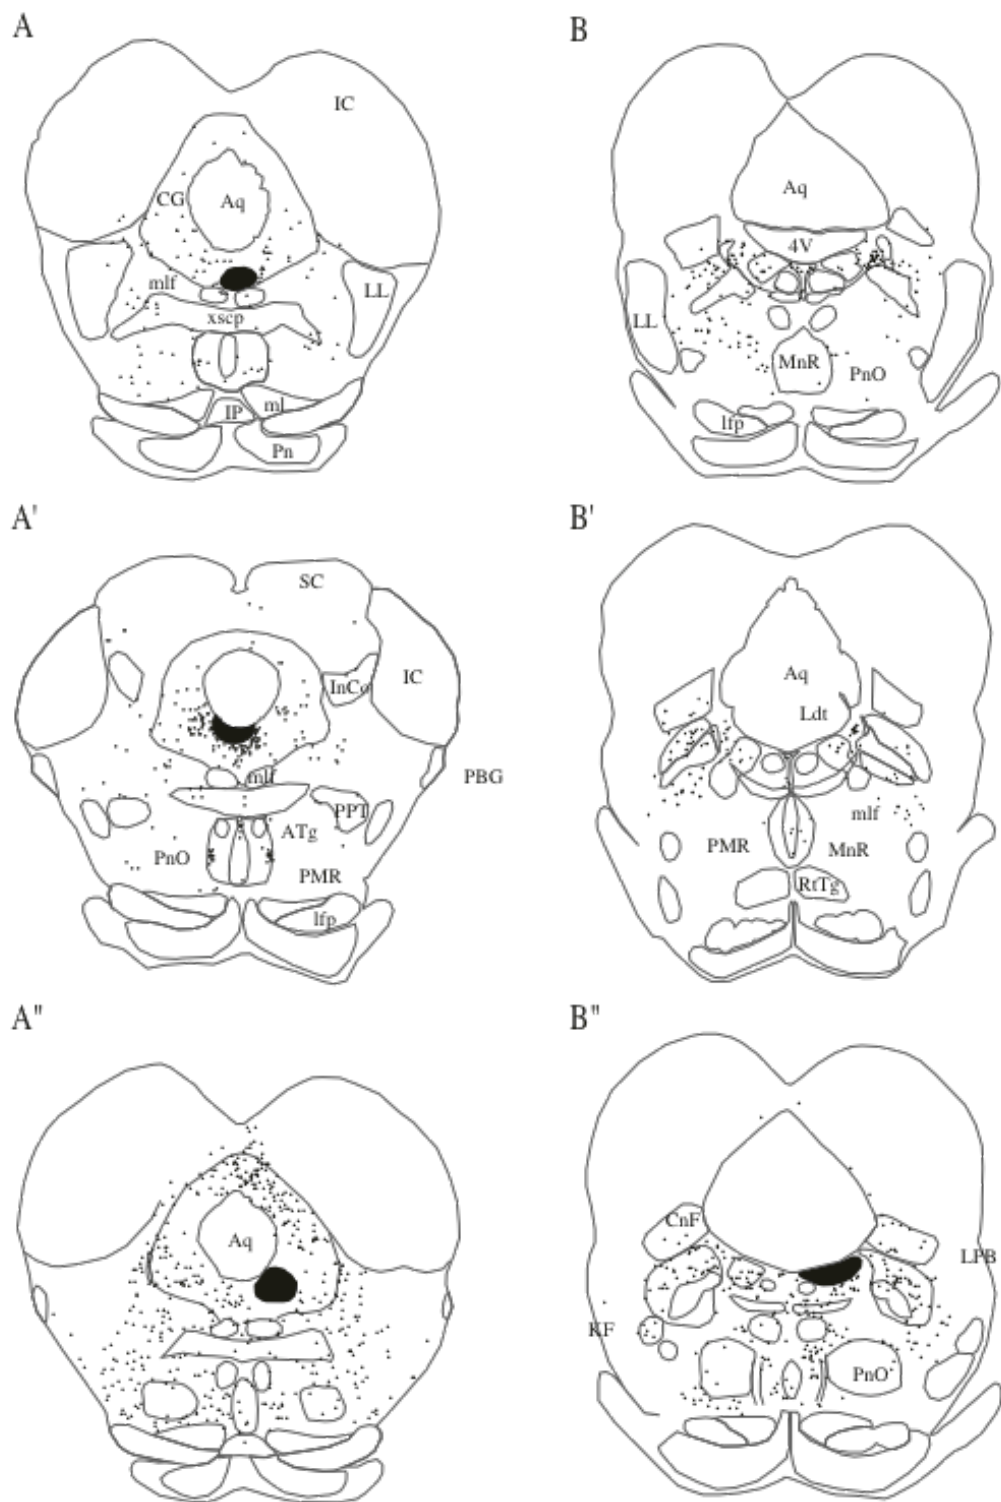 A
IC
CG
Aq
mlf
LL
xscp
IP
ml
Pn
B
Aq
4V
LL
MnR
PnO
lfp
A'
SC
InCo
IC
mlf
PBG
PPT
ATg
PnO
PMR
lfp
B'
Aq
Ldt
mlf
PMR
MnR
RtTg
A"
Aq
B"
CnF
LPB
KF
PnO